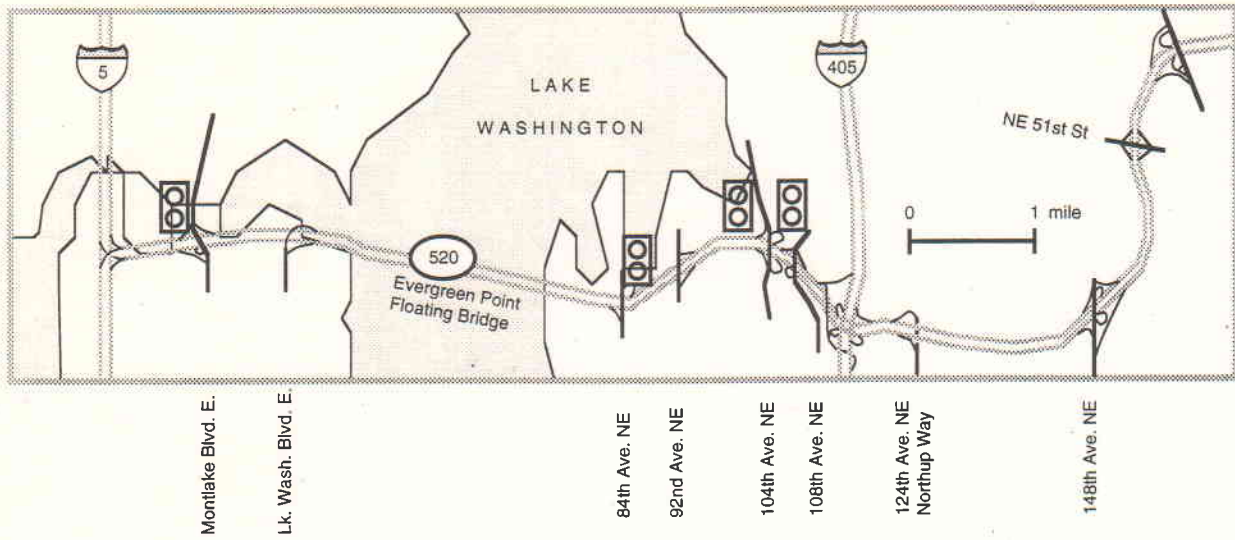 5
LAKE
WASHINGTON
405
NE 51st St
0 1 mile
520
Evergreen Point
Floating Bridge
Montlake Blvd. E.
Lk. Wash. Blvd. E.
84th Ave. NE
92nd Ave. NE
104th Ave. NE
108th Ave. NE
124th Ave. NE
Northup Way
148th Ave. NE